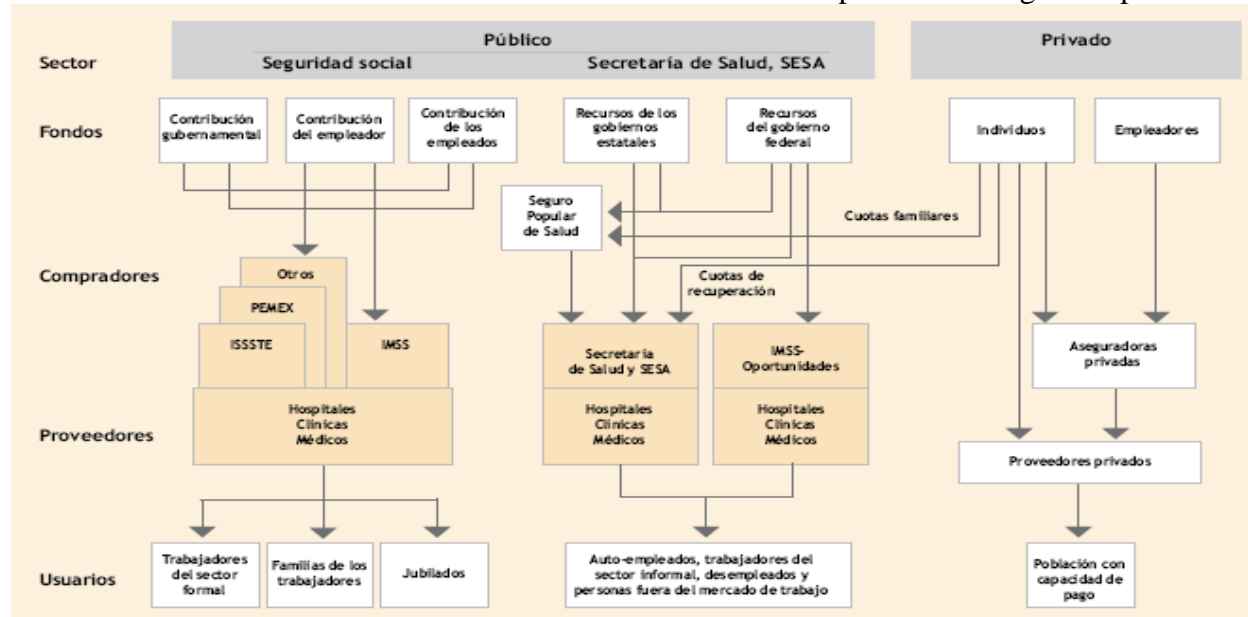 Público
Privado
Sector
Seguridad social
Secretaría de Salud, SESA
Fondos
Contribución
gubernamental
Contribución
del empleador
Contribución
de los
empleados
Recursos de los
gobiernos
estatales
Recursos
del gobierno
federal
Individuos
Empleadores
Seguro
Popular
de Salud
Cuotas familiares
Compradores
Otros
PEMEX
ISSSTE
IMSS
Cuotas de
recuperación
Secretaría
de Salud y SESA
IMSS-
Oportunidades
Aseguradoras
privadas
Proveedores
Hospitales
Clínicas
Médicos
Hospitales
Clínicas
Médicos
Hospitales
Clínicas
Médicos
Proveedores privados
Usuarios
Trabajadores
del sector
formal
Familias de los
trabajadores
Jubilados
Auto-empleados, trabajadores del
sector informal, desempleados y
personas fuera del mercado de trabajo
Población con
capacidad de
pago